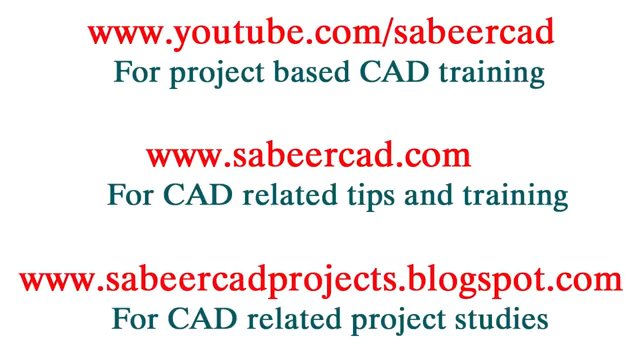 www.youtube.com/sabeercad
For project based CAD training
www.sabeercad.com
For CAD related tips and training
www.sabeercadprojects.blogspot.com
For CAD related project studies